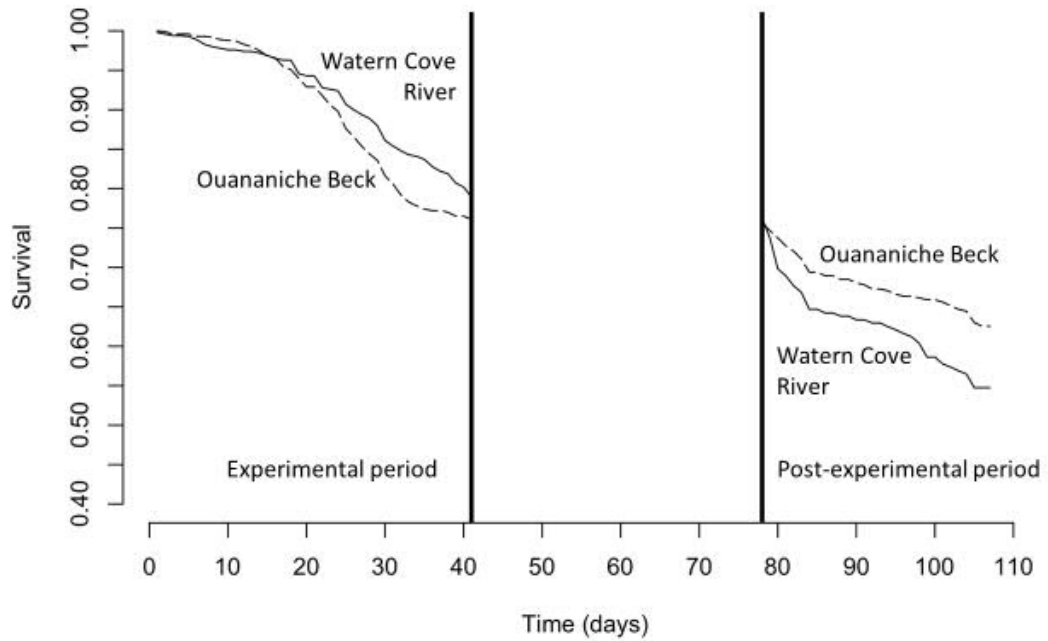 1.00
0.90
0.80
0.70
0.60
0.50
0.40
Survival
Watern Cove
River
Ouananiche Beck
Experimental period
Ouananiche Beck
Watern Cove
River
Post-experimental period
0 10 20 30 40 50 60 70 80 90 100 110
Time (days)